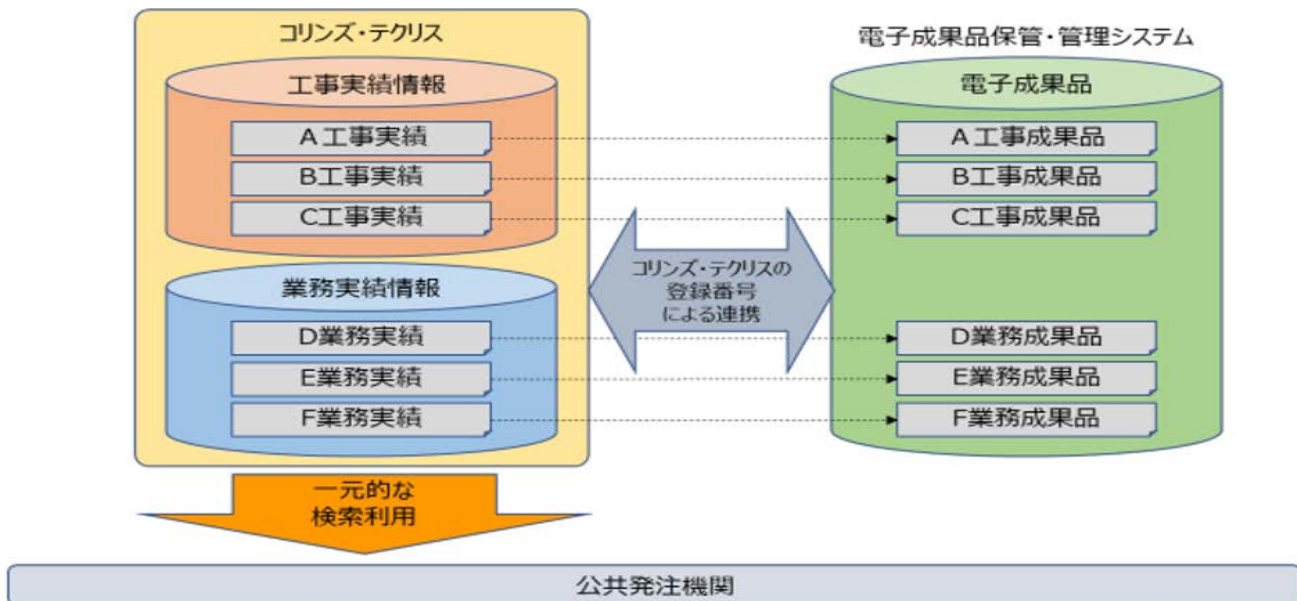 コリンズ・テクリス
工事実績情報
A工事実績
B工事実績
C工事実績
業務実績情報
D業務実績
E業務実績
F業務実績
コリンズ・テクリスの
登録番号
による連携
電子成果品保管・管理システム
電子成果品
A工事成果品
B工事成果品
C工事成果品
D業務成果品
E業務成果品
F業務成果品
一元的な
検索利用
公共発注機関